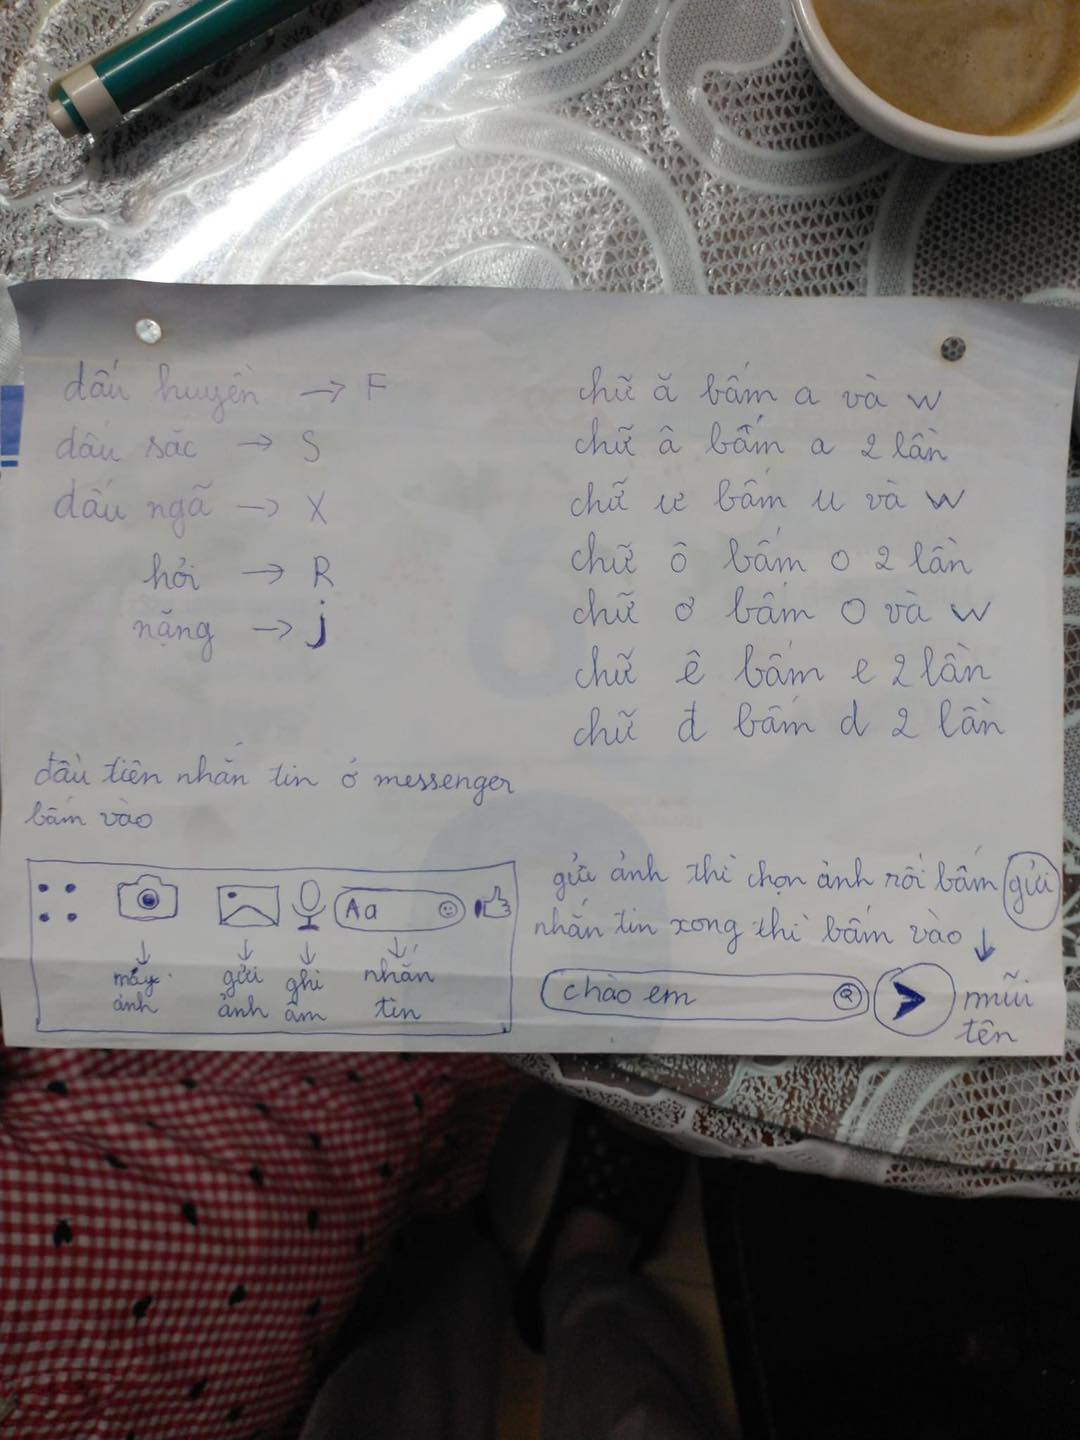 dấu huyền → F
dấu sắc → S
dấu ngã → X
hỏi → R
nặng → j
chữ ă bấm a và w
chữ â bấm a 2 lần
chữ ư bấm u và w
chữ ô bấm o 2 lần
chữ ơ bấm o và w
chữ ê bấm e 2 lần
chữ đ bấm d 2 lần
đầu tiên nhắn tin ở messenger
bấm vào
Aa
máy ảnh
gửi ảnh
ghi âm
nhắn tin
gửi ảnh thì chọn ảnh rồi bấm gửi
nhắn tin xong thì bấm vào ↓
chào em
mũi tên